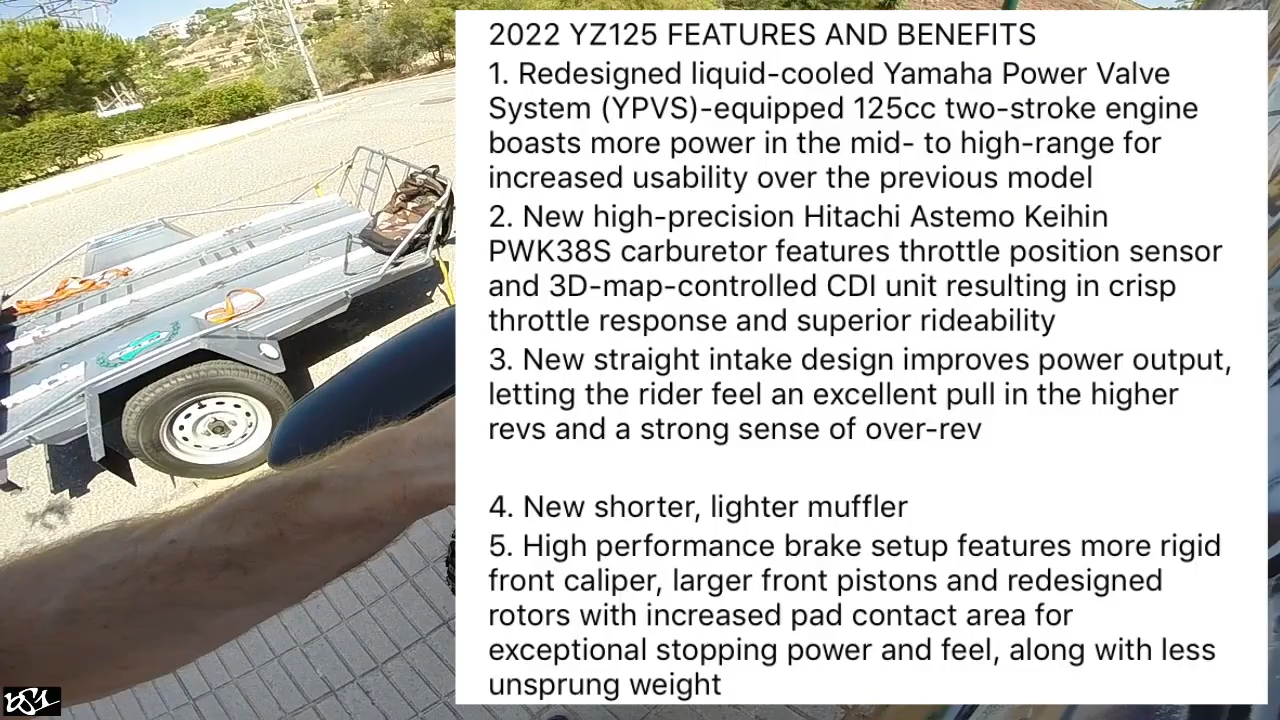 2022 YZ125 FEATURES AND BENEFITS
1. Redesigned liquid-cooled Yamaha Power Valve
System (YPVS)-equipped 125cc two-stroke engine
boasts more power in the mid- to high-range for
increased usability over the previous model
2. New high-precision Hitachi Astemo Keihin
PWK38S carburetor features throttle position sensor
and 3D-map-controlled CDI unit resulting in crisp
throttle response and superior rideability
3. New straight intake design improves power output,
letting the rider feel an excellent pull in the higher
revs and a strong sense of over-rev
4. New shorter, lighter muffler
5. High performance brake setup features more rigid
front caliper, larger front pistons and redesigned
rotors with increased pad contact area for
exceptional stopping power and feel, along with less
unsprung weight